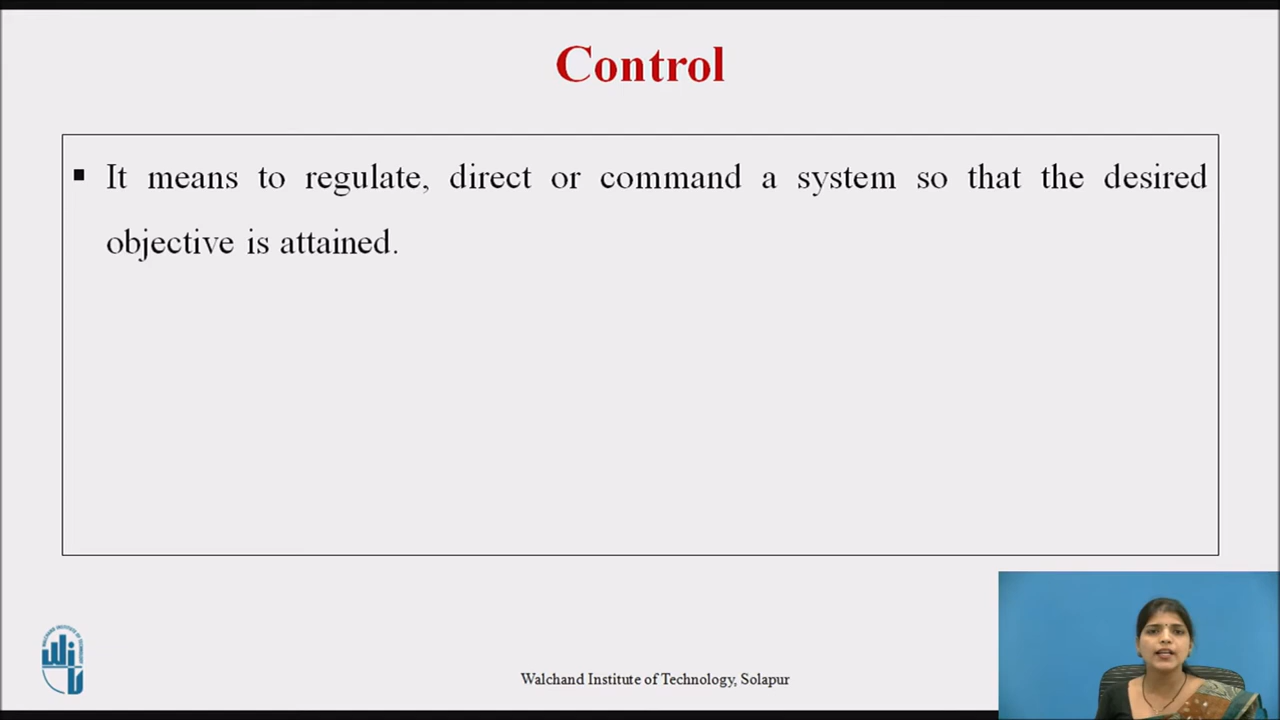 Control
▪ It means to regulate, direct or command a system so that the desired
objective is attained.
WIT
Walchand Institute of Technology, Solapur